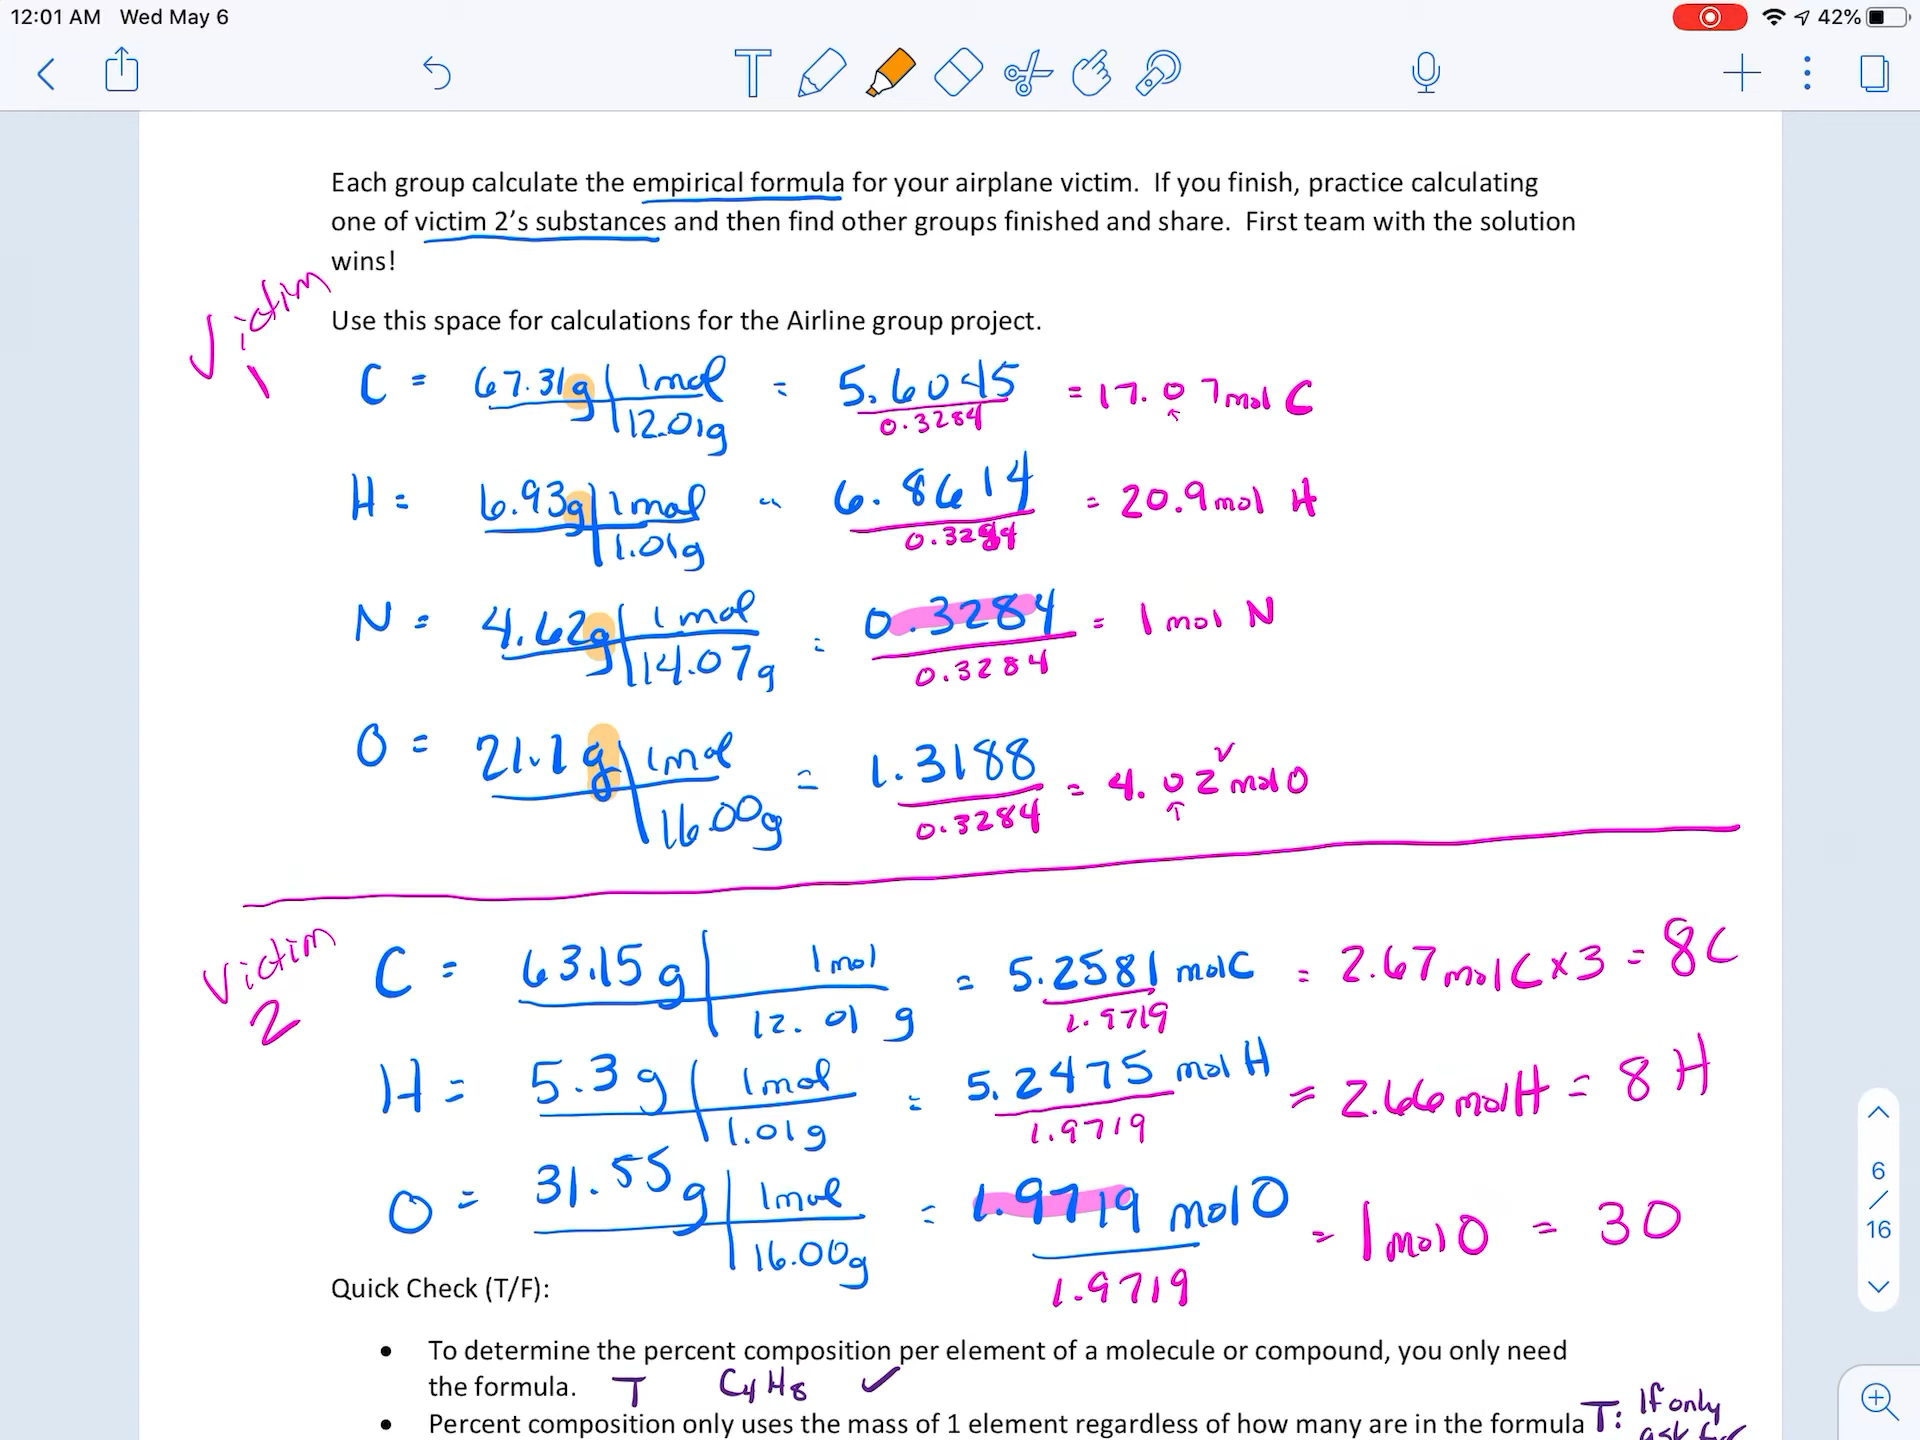 12:01 AM Wed May 6
42%
Each group calculate the empirical formula for your airplane victim. If you finish, practice calculating
one of victim 2's substances and then find other groups finished and share. First team with the solution
wins!
Victim
1
Use this space for calculations for the Airline group project.
C = 67.31g | 1mol = 5.6045 = 17.07 mol C
12.01g 0.3284
H = 6.93g | 1mol = 6.8614 = 20.9 mol H
1.01g 0.3284
N = 4.62g | 1mol = 0.3284 = 1 mol N
14.07g 0.3284
O = 21.1g | 1mol = 1.3188 = 4.02 mol O
16.00g 0.3284
Victim
2
C = 63.15g | 1mol = 5.2581 mol C = 2.67 mol C x 3 = 8C
12.01 g 1.9719
H = 5.3g | 1mol = 5.2475 mol H = 2.66 mol H = 8 H
1.01g 1.9719
O = 31.55g | 1mol = 1.9719 mol O = 1 mol O = 3O
16.00g 1.9719
6
/
16
Quick Check (T/F):
• To determine the percent composition per element of a molecule or compound, you only need
the formula. T C4H8 ✓
• Percent composition only uses the mass of 1 element regardless of how many are in the formula T: If only
ask for